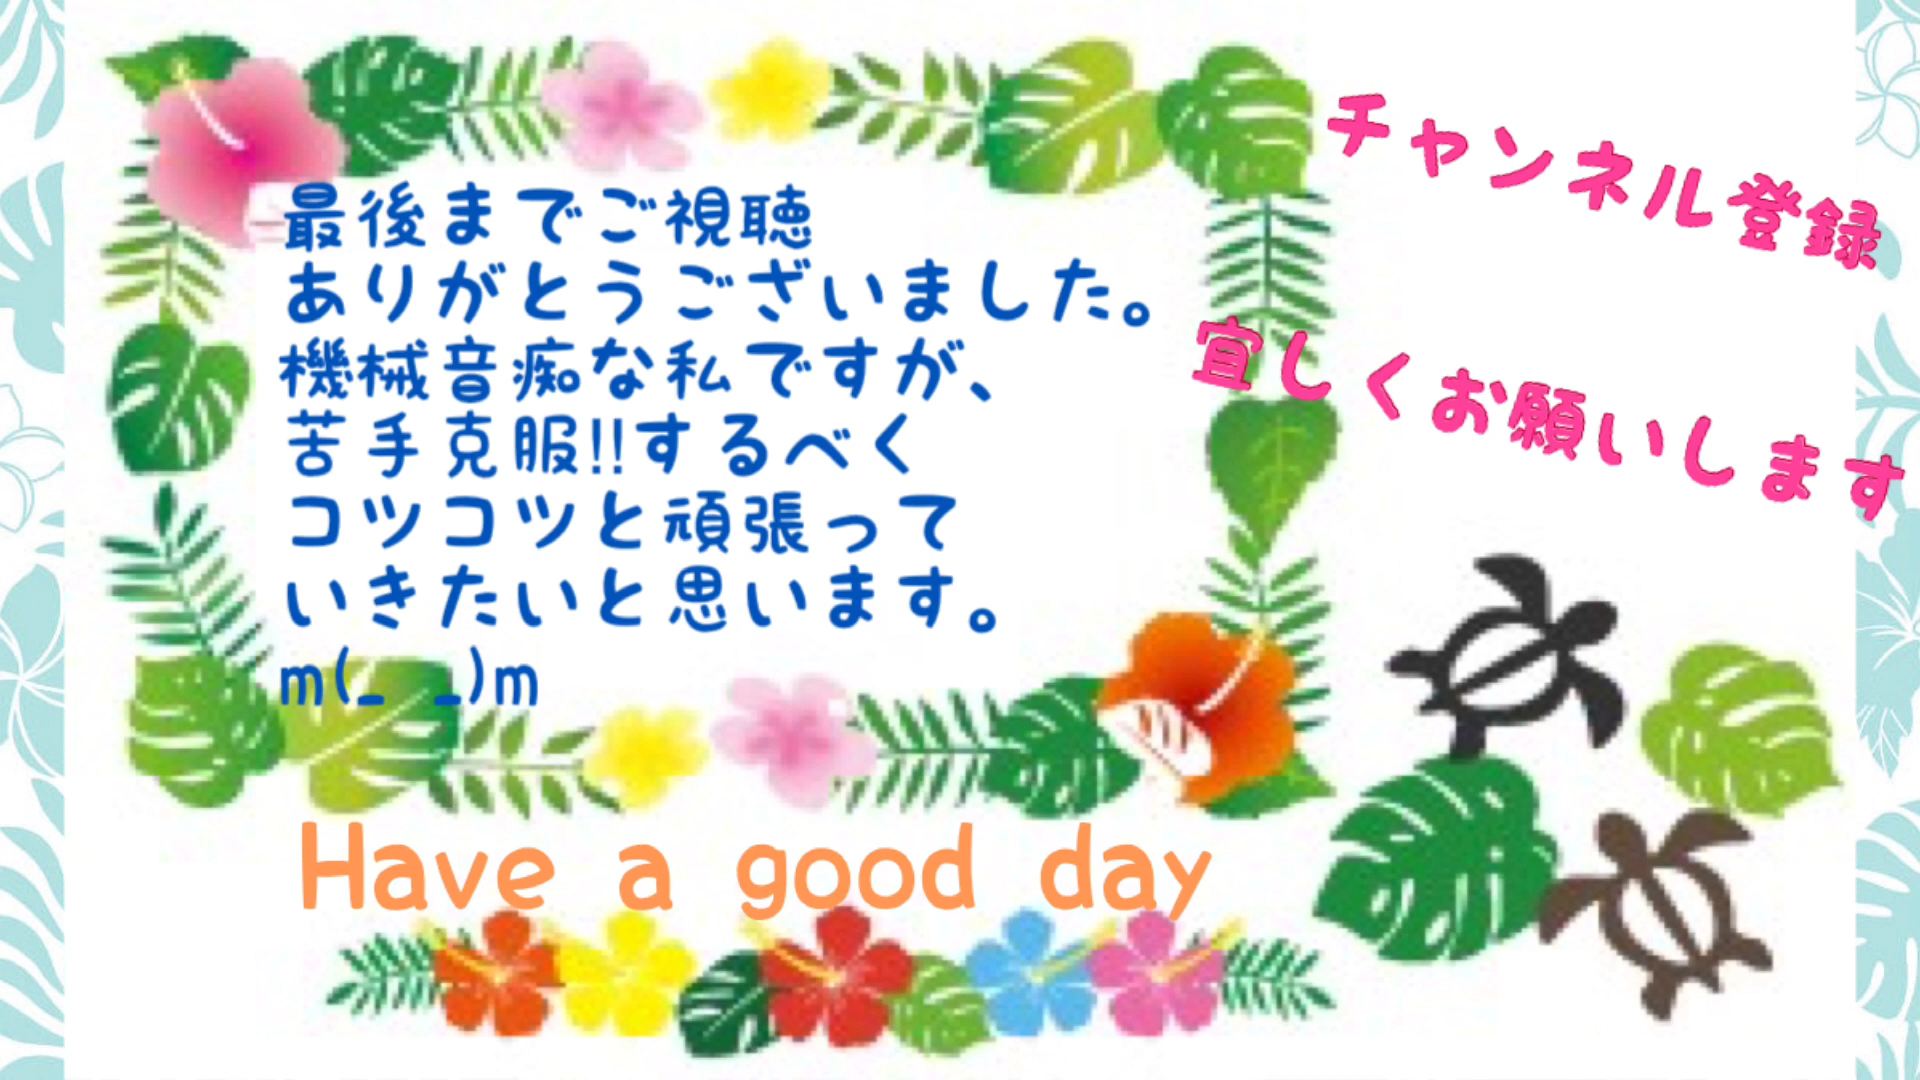 最後までご視聴
ありがとうございました。
機械音痴な私ですが、
苦手克服!!するべく
コツコツと頑張って
いきたいと思います。
m(_ _)m
チャンネル登録
宜しくお願いします
Have a good day